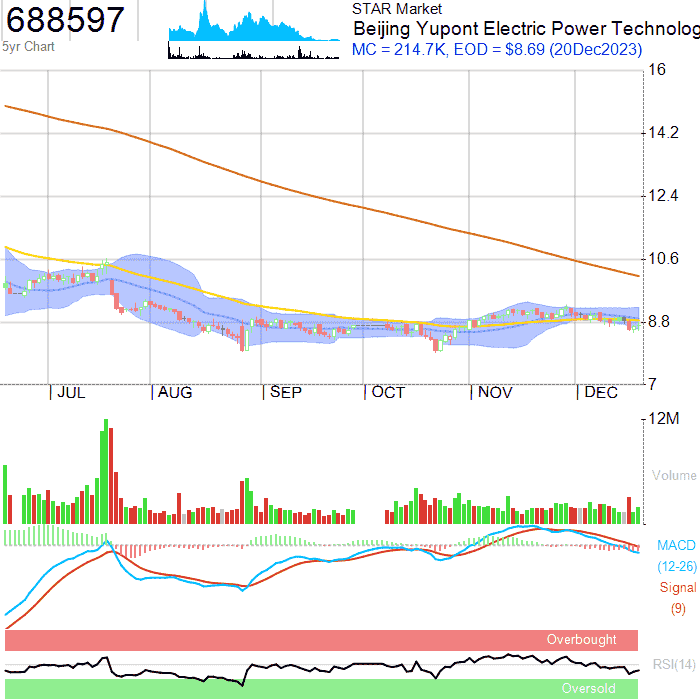 688597
5yr Chart
STAR Market
Beijing Yupont Electric Power Technolog
MC = 214.7K, EOD = $8.69 (20Dec2023)
16
14.2
12.4
10.6
8.8
7
JUL
AUG
SEP
OCT
NOV
DEC
12M
Volume
MACD
(12-26)
Signal
(9)
Overbought
RSI(14)
Oversold